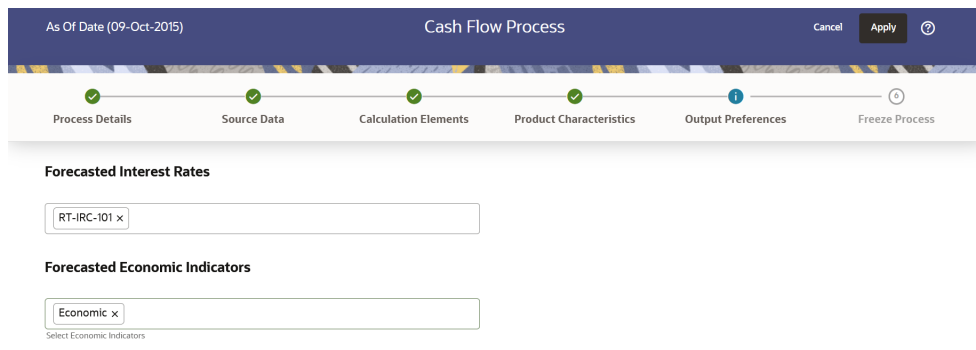 As Of Date (09-Oct-2015)
Cash Flow Process
Cancel
Apply
?
Process Details
Source Data
Calculation Elements
Product Characteristics
i
Output Preferences
6
Freeze Process
Forecasted Interest Rates
RT-IRC-101 ×
Forecasted Economic Indicators
Economic ×
Select Economic Indicators